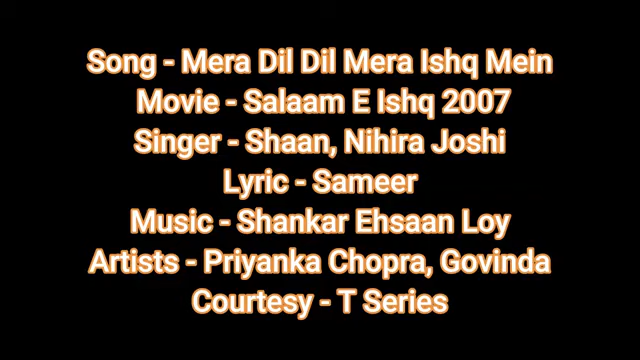 Song - Mera Dil Dil Mera Ishq Mein
Movie - Salaam E Ishq 2007
Singer - Shaan, Nihira Joshi
Lyric - Sameer
Music - Shankar Ehsaan Loy
Artists - Priyanka Chopra, Govinda
Courtesy - T Series